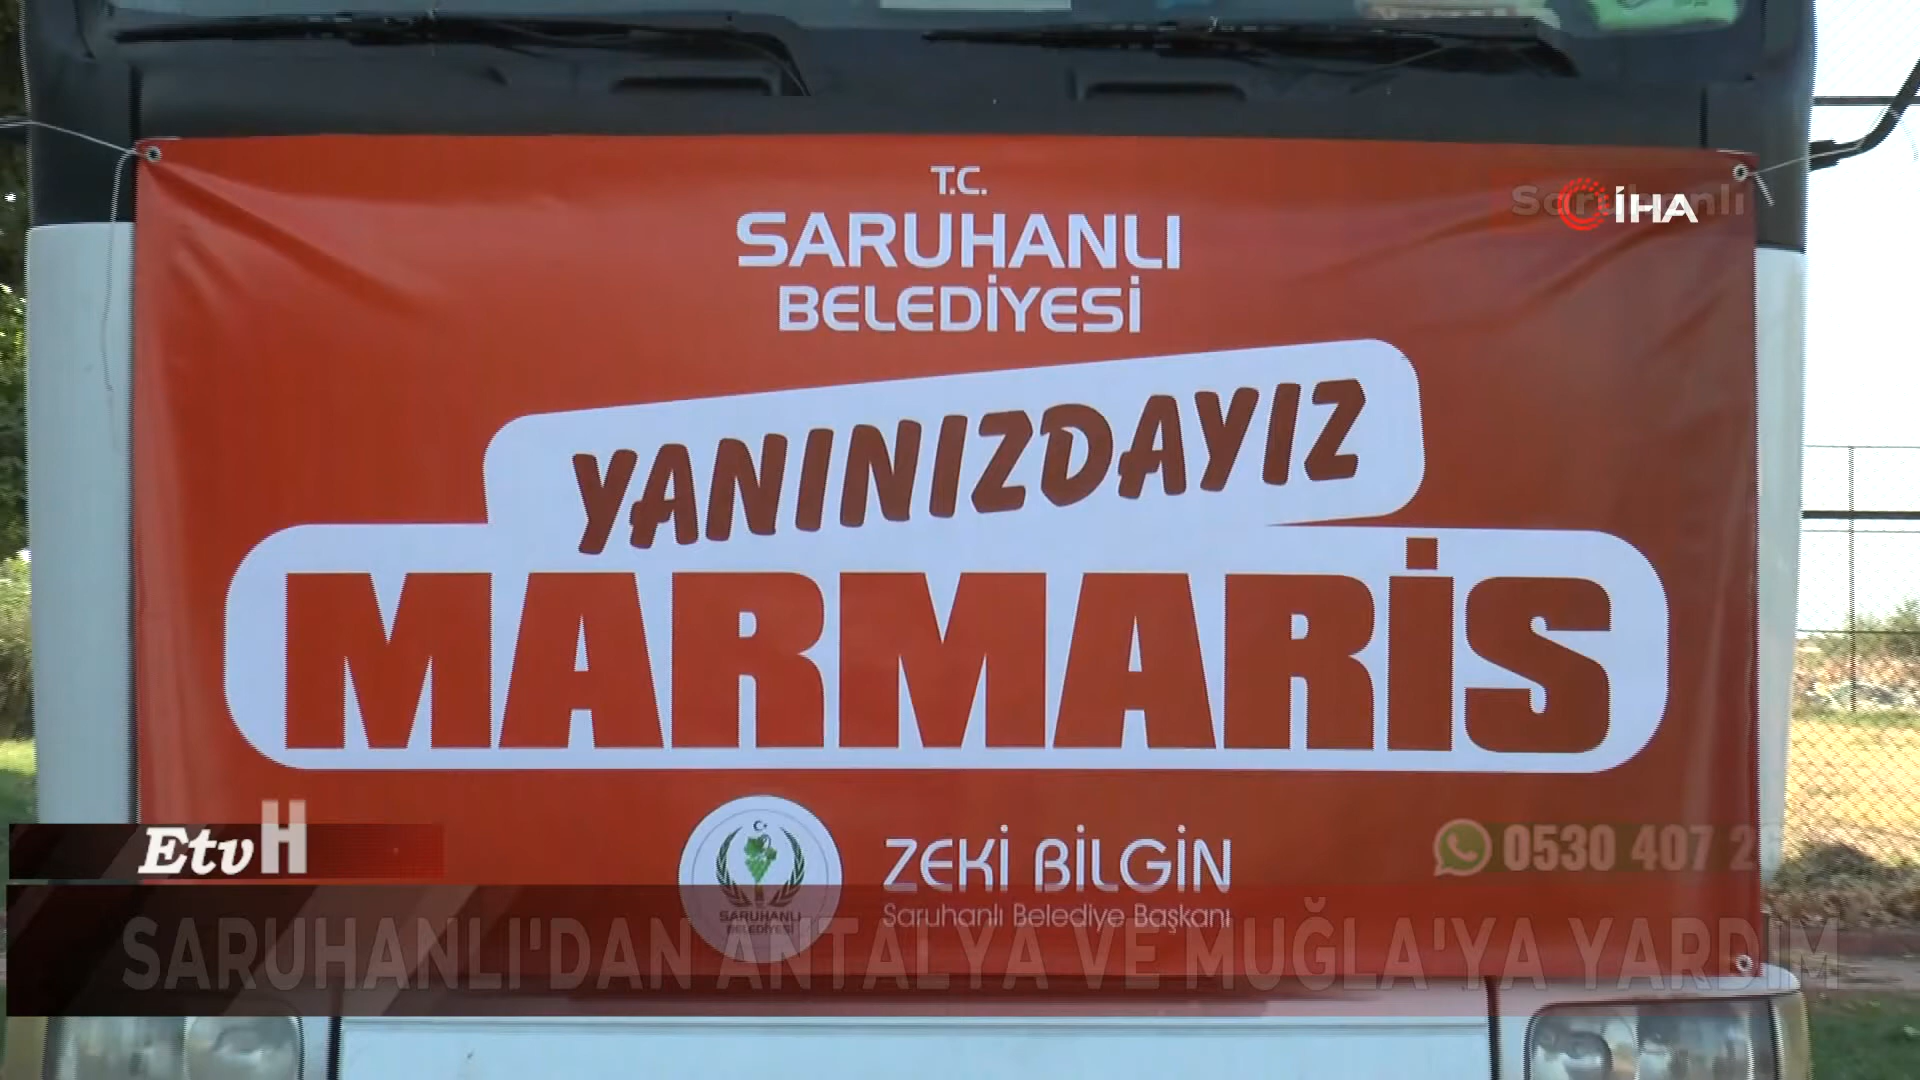 T.C.
SARUHANLI
BELEDİYESİ
Saruhanlı
İHA
YANINIZDAYIZ
MARMARİS
EtvH
ZEKİ BİLGİN
Saruhanlı Belediye Başkanı
SARUHANLI
BELEDİYESİ
0530 407
SARUHANLI'DAN ANTALYA VE MUĞLA'YA YARDIM